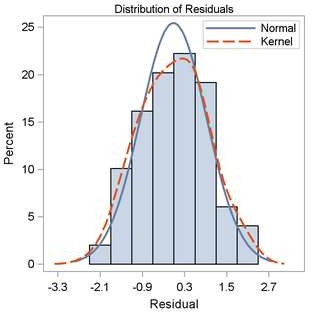 Distribution of Residuals
Normal
Kernel
25
20
15
10
5
0
Percent
-3.3 -2.1 -0.9 0.3 1.5 2.7
Residual